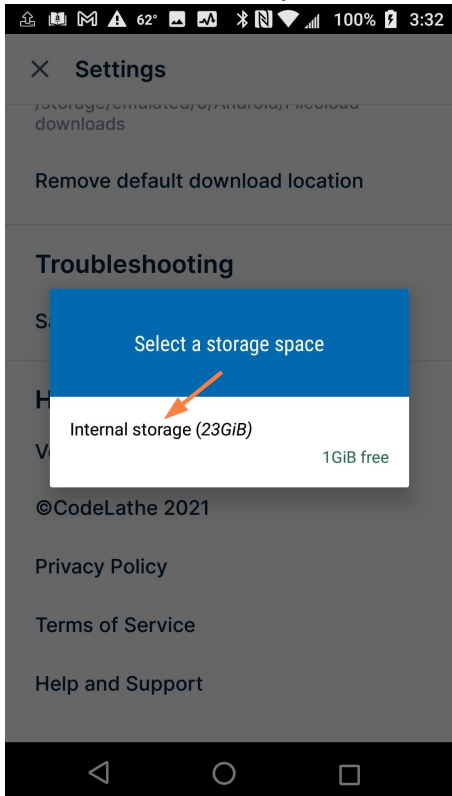 62° 100% 3:32
Settings
downloads
Remove default download location
Troubleshooting
Select a storage space
Internal storage (23GiB)
1GiB free
©CodeLathe 2021
Privacy Policy
Terms of Service
Help and Support